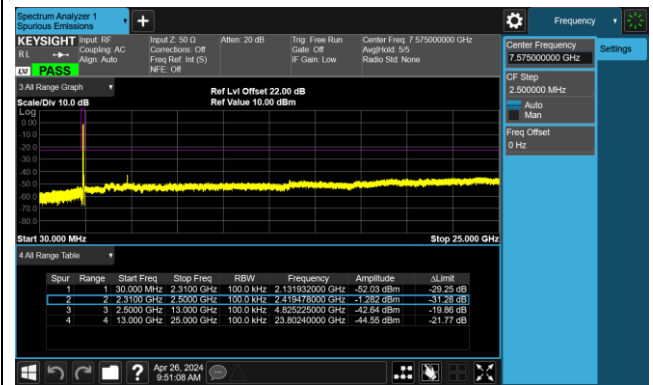 Spectrum Analyzer 1
Spurious Emissions
Frequency
KEYSIGHT
RL
PASS
Input: RF
Coupling: AC
Align: Auto
Input Z: 50 Ω
Corrections: Off
Freq Ref: Int (S)
NFE: Off
Atten: 20 dB
Trig: Free Run
Gate: Off
IF Gain: Low
Center Freq: 7.575000000 GHz
Avg|Hold: 5/5
Radio Std: None
Center Frequency
7.575000000 GHz
Settings
CF Step
2.500000 MHz
Auto
Man
Freq Offset
0 Hz
3 All Range Graph
Scale/Div 10.0 dB
Ref Lvl Offset 22.00 dB
Ref Value 10.00 dBm
Log
0.00
-10.0
-20.0
-30.0
-40.0
-50.0
-60.0
-70.0
-80.0
Start 30.000 MHz
Stop 25.000 GHz
4 All Range Table
Spur Range Start Freq Stop Freq RBW Frequency Amplitude ΔLimit
1 1 30.000 MHz 2.3100 GHz 100.0 kHz 2.131932000 GHz -52.03 dBm -29.25 dB
2 2 2.3100 GHz 2.5000 GHz 100.0 kHz 2.419478000 GHz -1.282 dBm -31.28 dB
3 3 2.5000 GHz 13.000 GHz 100.0 kHz 4.825225000 GHz -42.64 dBm -19.86 dB
4 4 13.000 GHz 25.000 GHz 100.0 kHz 23.80240000 GHz -44.55 dBm -21.77 dB
Apr 26, 2024
9:51:08 AM